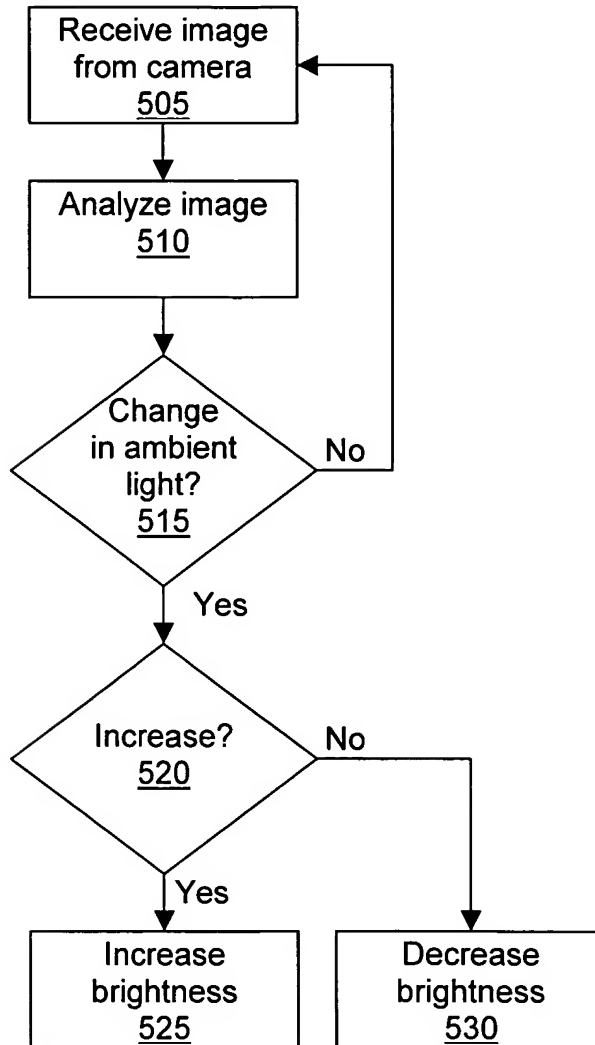 Receive image
from camera
505
Analyze image
510
Change
in ambient
light?
515
No
Yes
Increase?
520
No
Yes
Increase
brightness
525
Decrease
brightness
530